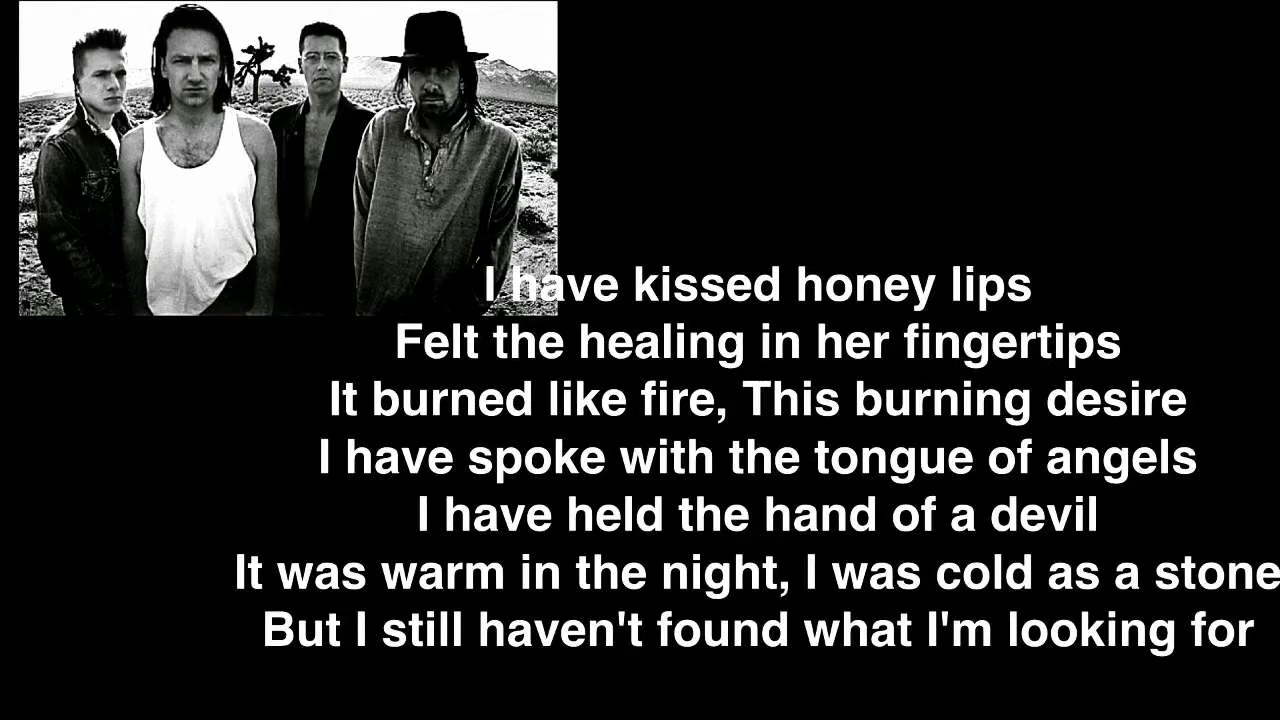 I have kissed honey lips
Felt the healing in her fingertips
It burned like fire, This burning desire
I have spoke with the tongue of angels
I have held the hand of a devil
It was warm in the night, I was cold as a stone
But I still haven't found what I'm looking for